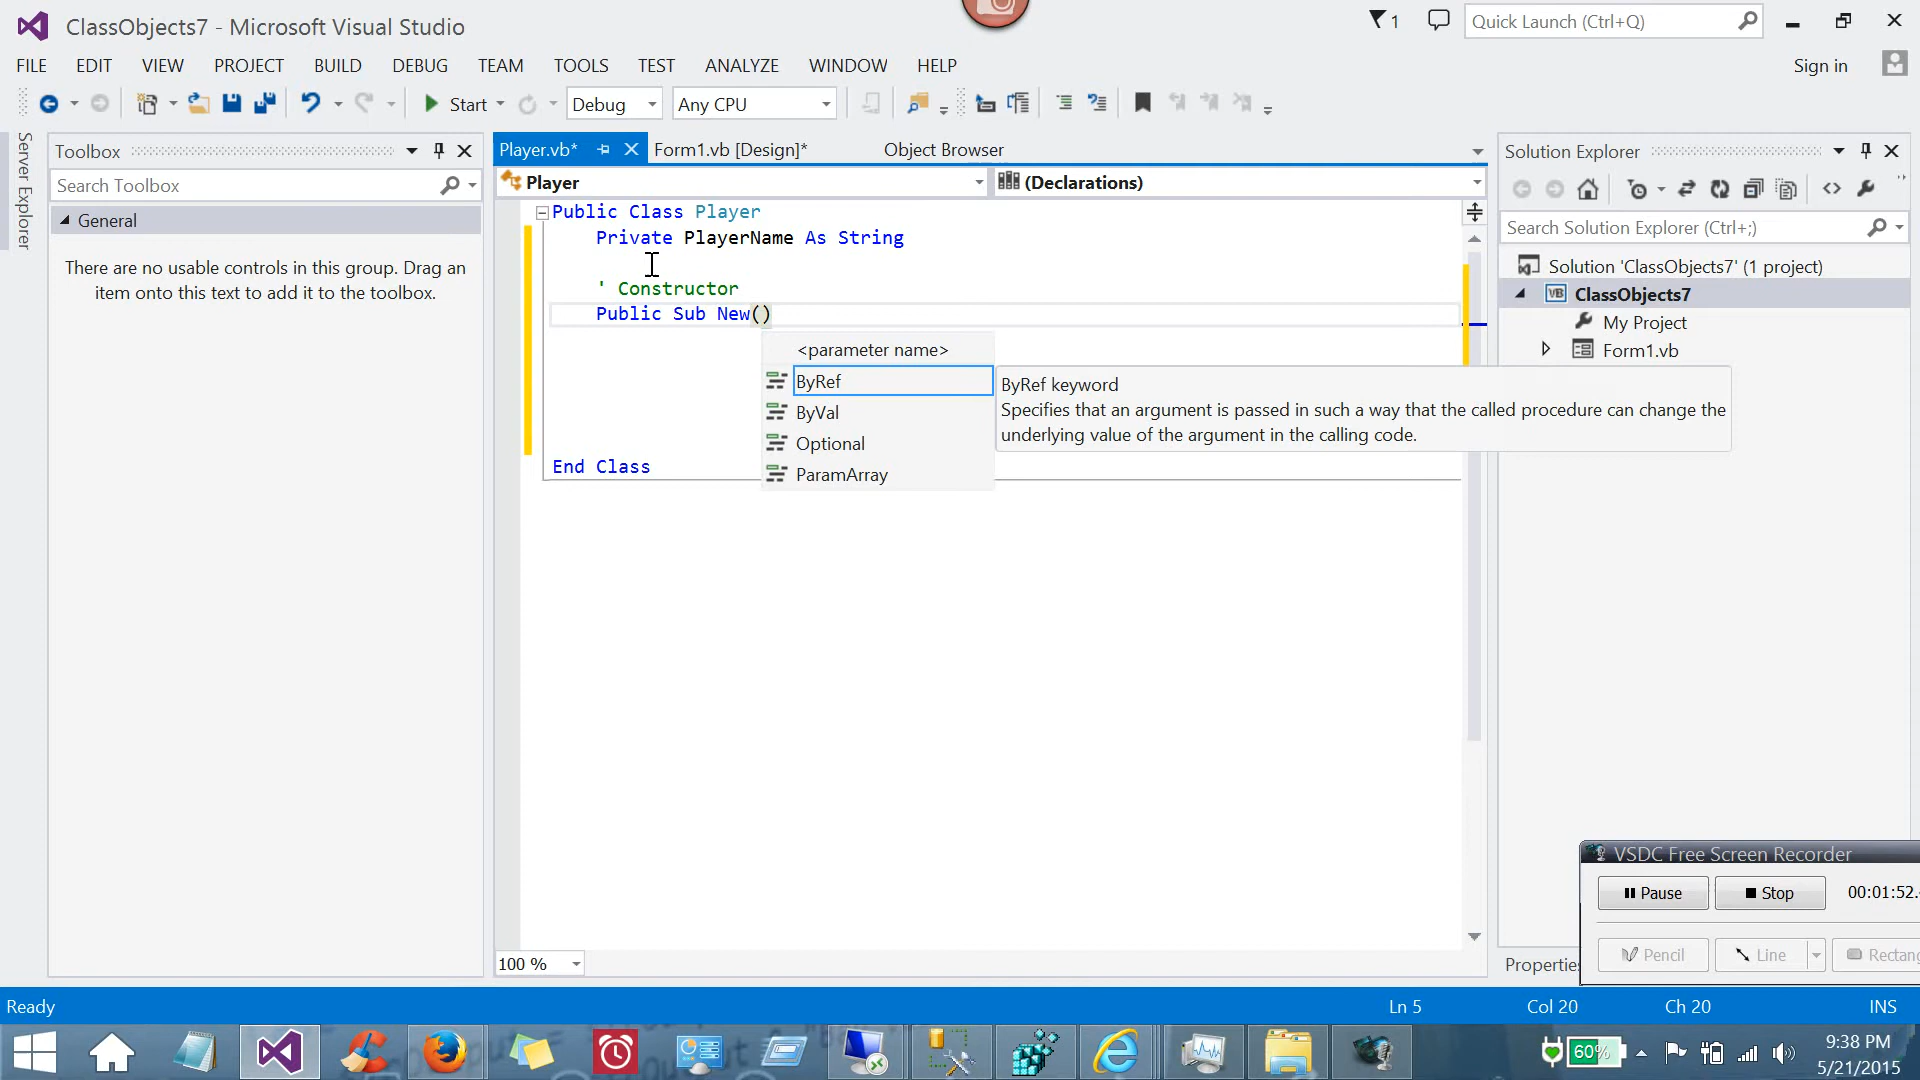 ClassObjects7 - Microsoft Visual Studio
1
Quick Launch (Ctrl+Q)
FILE EDIT VIEW PROJECT BUILD DEBUG TEAM TOOLS TEST ANALYZE WINDOW HELP
Sign in
Start
Debug
Any CPU
Server Explorer
Toolbox
Search Toolbox
General
There are no usable controls in this group. Drag an
item onto this text to add it to the toolbox.
Player.vb*
Form1.vb [Design]*
Object Browser
Player
(Declarations)
Public Class Player
Private PlayerName As String
' Constructor
Public Sub New()
<parameter name>
ByRef
ByVal
Optional
ParamArray
ByRef keyword
Specifies that an argument is passed in such a way that the called procedure can change the
underlying value of the argument in the calling code.
End Class
100 %
Solution Explorer
Search Solution Explorer (Ctrl+;)
Solution 'ClassObjects7' (1 project)
VB ClassObjects7
My Project
Form1.vb
VSDC Free Screen Recorder
Pause
Stop
00:01:52.
Pencil
Line
Rectang
Propertie
Ready
Ln 5
Col 20
Ch 20
INS
60%
9:38 PM
5/21/2015